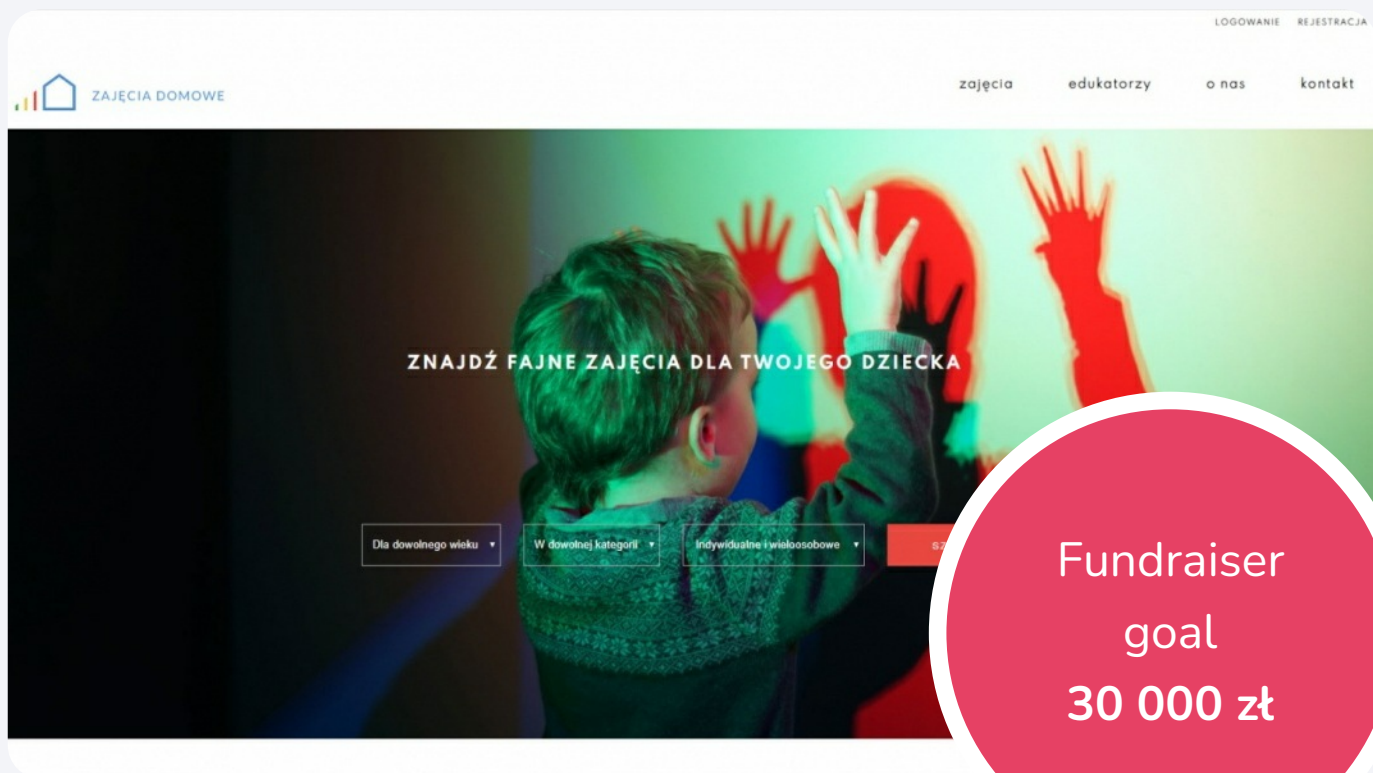 LOGOWANIE REJESTRACJA
ZAJĘCIA DOMOWE
zajęcia edukatorzy o nas kontakt
ZNAJDŹ FAJNE ZAJĘCIA DLA TWOJEGO DZIECKA
Dla dowolnego wieku W dowolnej kategorii Indywidualne i wieloosobowe
Fundraiser
goal
30 000 zł